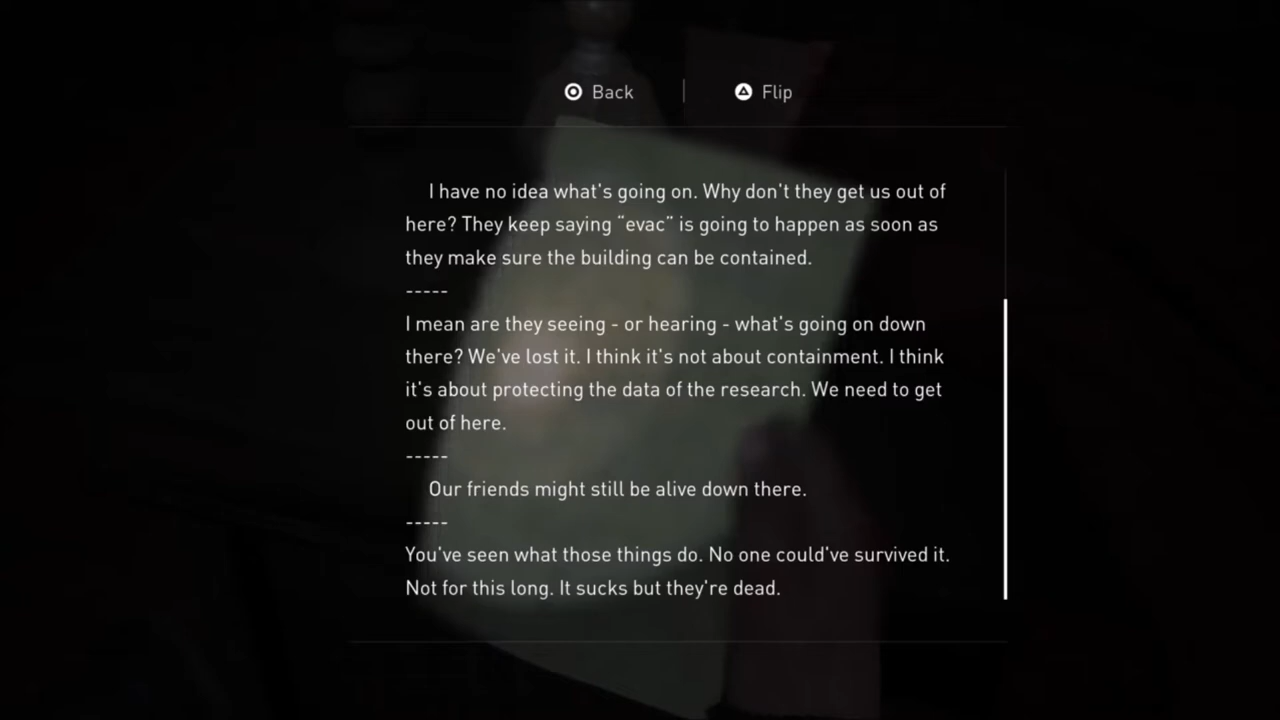 Back | Flip
I have no idea what's going on. Why don't they get us out of
here? They keep saying "evac" is going to happen as soon as
they make sure the building can be contained.
-----
I mean are they seeing - or hearing - what's going on down
there? We've lost it. I think it's not about containment. I think
it's about protecting the data of the research. We need to get
out of here.
-----
Our friends might still be alive down there.
-----
You've seen what those things do. No one could've survived it.
Not for this long. It sucks but they're dead.